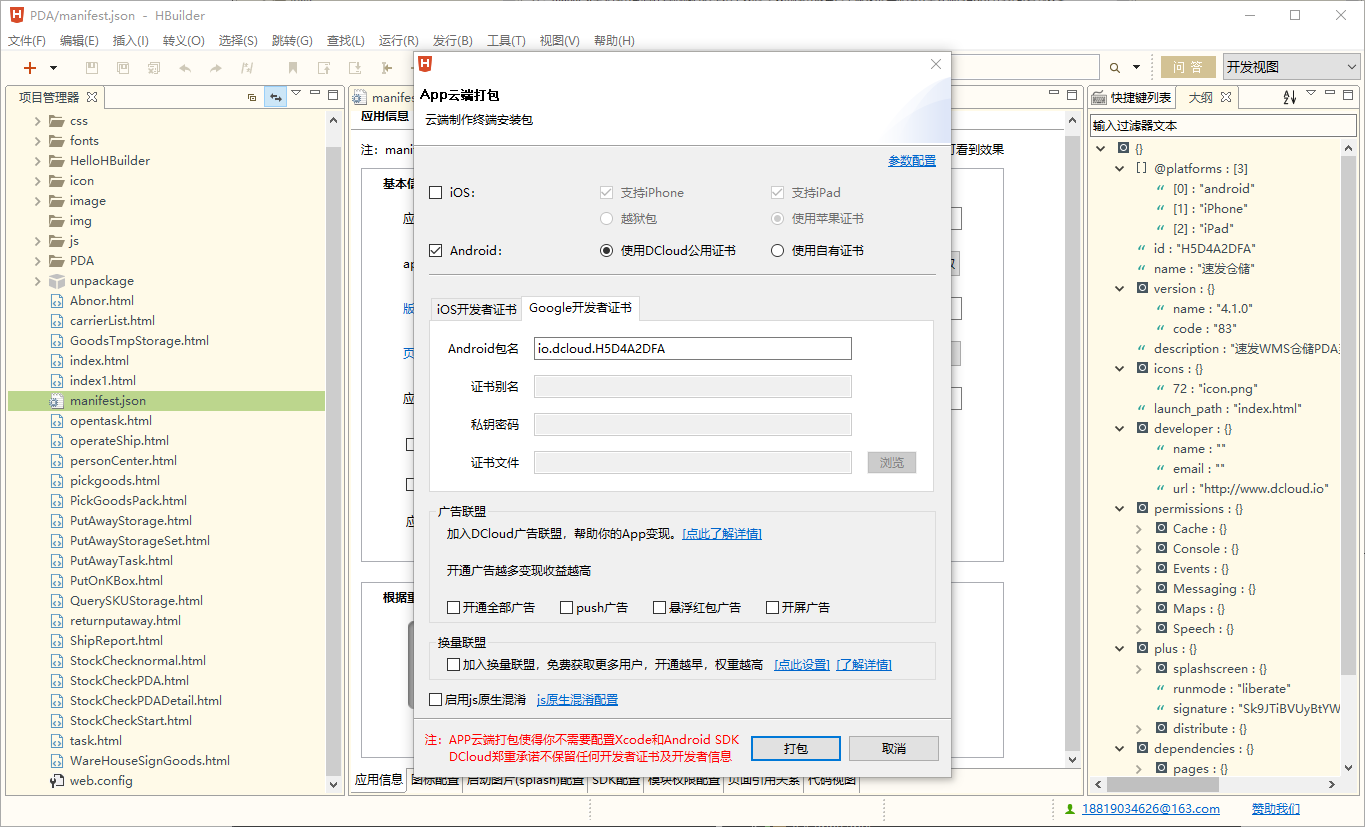 PDA/manifest.json - HBuilder
文件(F) 编辑(E) 插入(I) 转义(O) 选择(S) 跳转(G) 查找(L) 运行(R) 发行(B) 工具(T) 视图(V) 帮助(H)
问 答
开发视图
项目管理器
css
fonts
HelloHBuilder
icon
image
img
js
PDA
unpackage
Abnor.html
carrierList.html
GoodsTmpStorage.html
index.html
index1.html
manifest.json
opentask.html
operateShip.html
personCenter.html
pickgoods.html
PickGoodsPack.html
PutAwayStorage.html
PutAwayStorageSet.html
PutAwayTask.html
PutOnKBox.html
QuerySKUStorage.html
returnputaway.html
ShipReport.html
StockChecknormal.html
StockCheckPDA.html
StockCheckPDADetail.html
StockCheckStart.html
task.html
WareHouseSignGoods.html
web.config
应用信息
注：
看到效果
App云端打包
云端制作终端安装包
参数配置
iOS: 支持iPhone 支持iPad
越狱包 使用苹果证书
Android: 使用DCloud公用证书 使用自有证书
iOS开发者证书 Google开发者证书
Android包名 io.dcloud.H5D4A2DFA
证书别名
私钥密码
证书文件 浏览
广告联盟
加入DCloud广告联盟，帮助你的App变现。 [点此了解详情]
开通广告越多变现收益越高
开通全部广告 push广告 悬浮红包广告 开屏广告
换量联盟
加入换量联盟，免费获取更多用户，开通越早，权重越高 [点此设置] [了解详情]
启用js原生混淆 js原生混淆配置
注：APP云端打包使得你不需要配置Xcode和Android SDK
DCloud郑重承诺不保留任何开发者证书及开发者信息
打包 取消
应用信息 图标配置 启动图片(splash)配置 SDK配置 模块权限配置 页面引用关系 代码视图
快捷键列表 大纲
输入过滤器文本
{}
@platforms : [3]
[0] : "android"
[1] : "iPhone"
[2] : "iPad"
id : "H5D4A2DFA"
name : "速发仓储"
version : {}
name : "4.1.0"
code : "83"
description : "速发WMS仓储PDA
icons : {}
72 : "icon.png"
launch_path : "index.html"
developer : {}
name : ""
email : ""
url : "http://www.dcloud.io"
permissions : {}
Cache : {}
Console : {}
Events : {}
Messaging : {}
Maps : {}
Speech : {}
plus : {}
splashscreen : {}
runmode : "liberate"
signature : "Sk9JTiBVUyBtYW
distribute : {}
dependencies : {}
pages : {}
18819034626@163.com 赞助我们